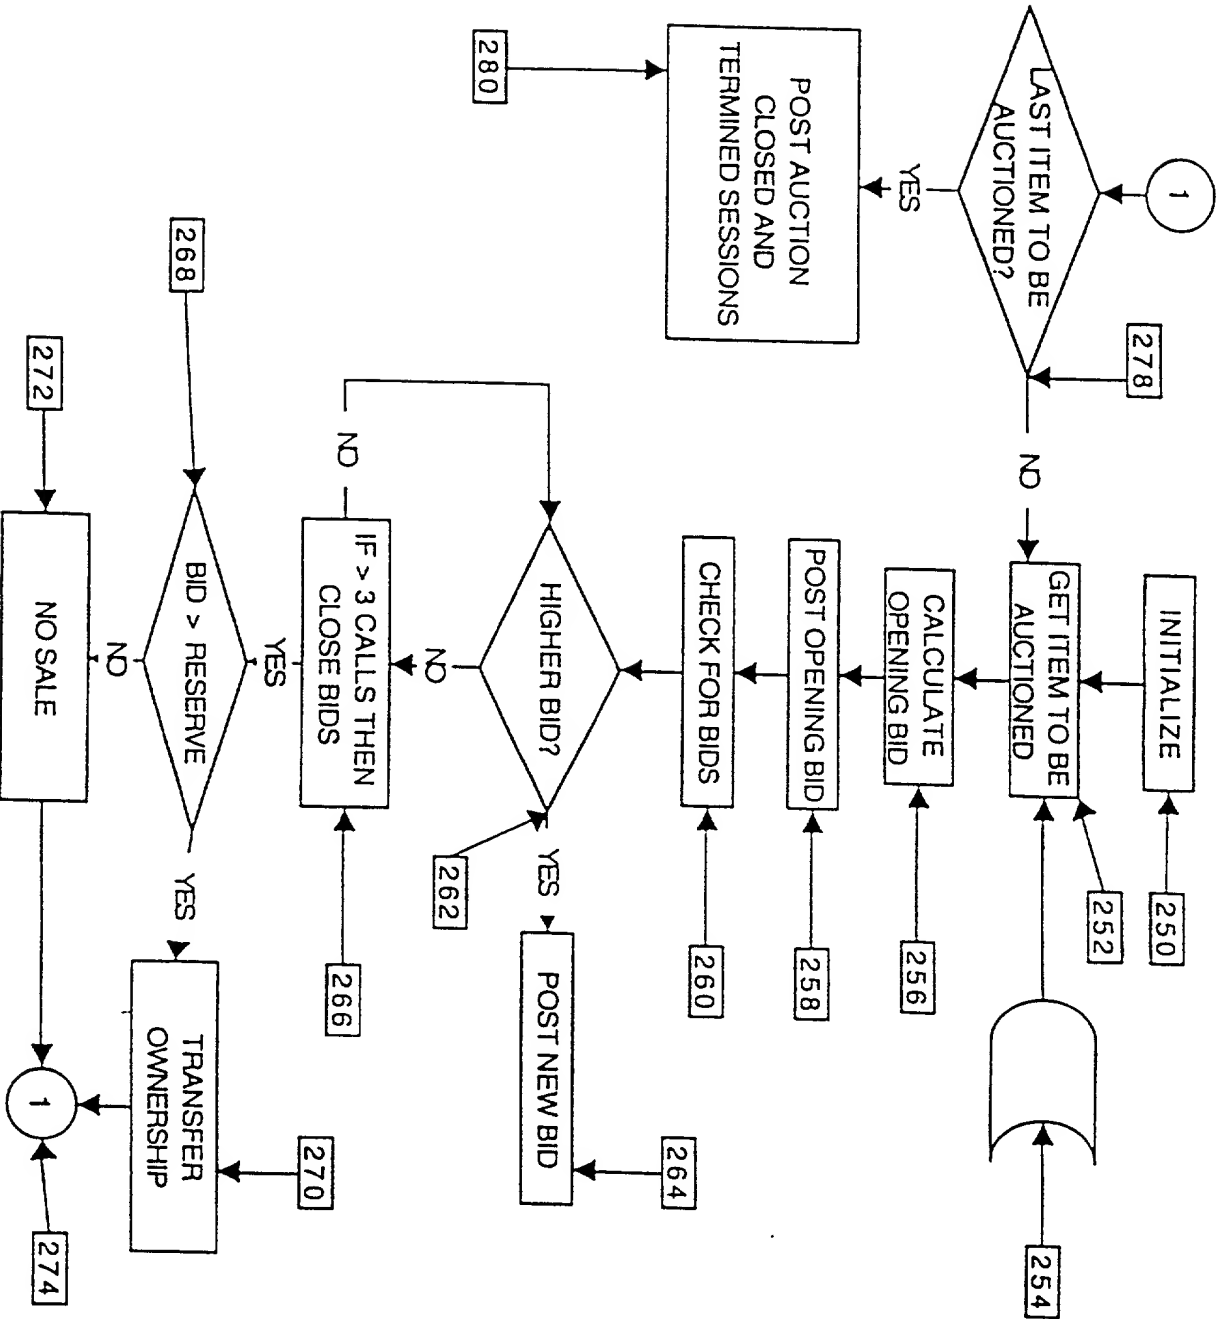 1
INITIALIZE
250
278
252
LAST ITEM TO BE
AUCTIONED?
NO
GET ITEM TO BE
AUCTIONED
254
YES
CALCULATE
OPENING BID
256
POST AUCTION
CLOSED AND
TERMINED SESSIONS
POST OPENING BID
258
CHECK FOR BIDS
260
264
280
HIGHER BID?
YES
POST NEW BID
262
NO
NO
IF > 3 CALLS THEN
CLOSE BIDS
266
270
YES
268
BID > RESERVE
YES
TRANSFER
OWNERSHIP
NO
272
NO SALE
1
274